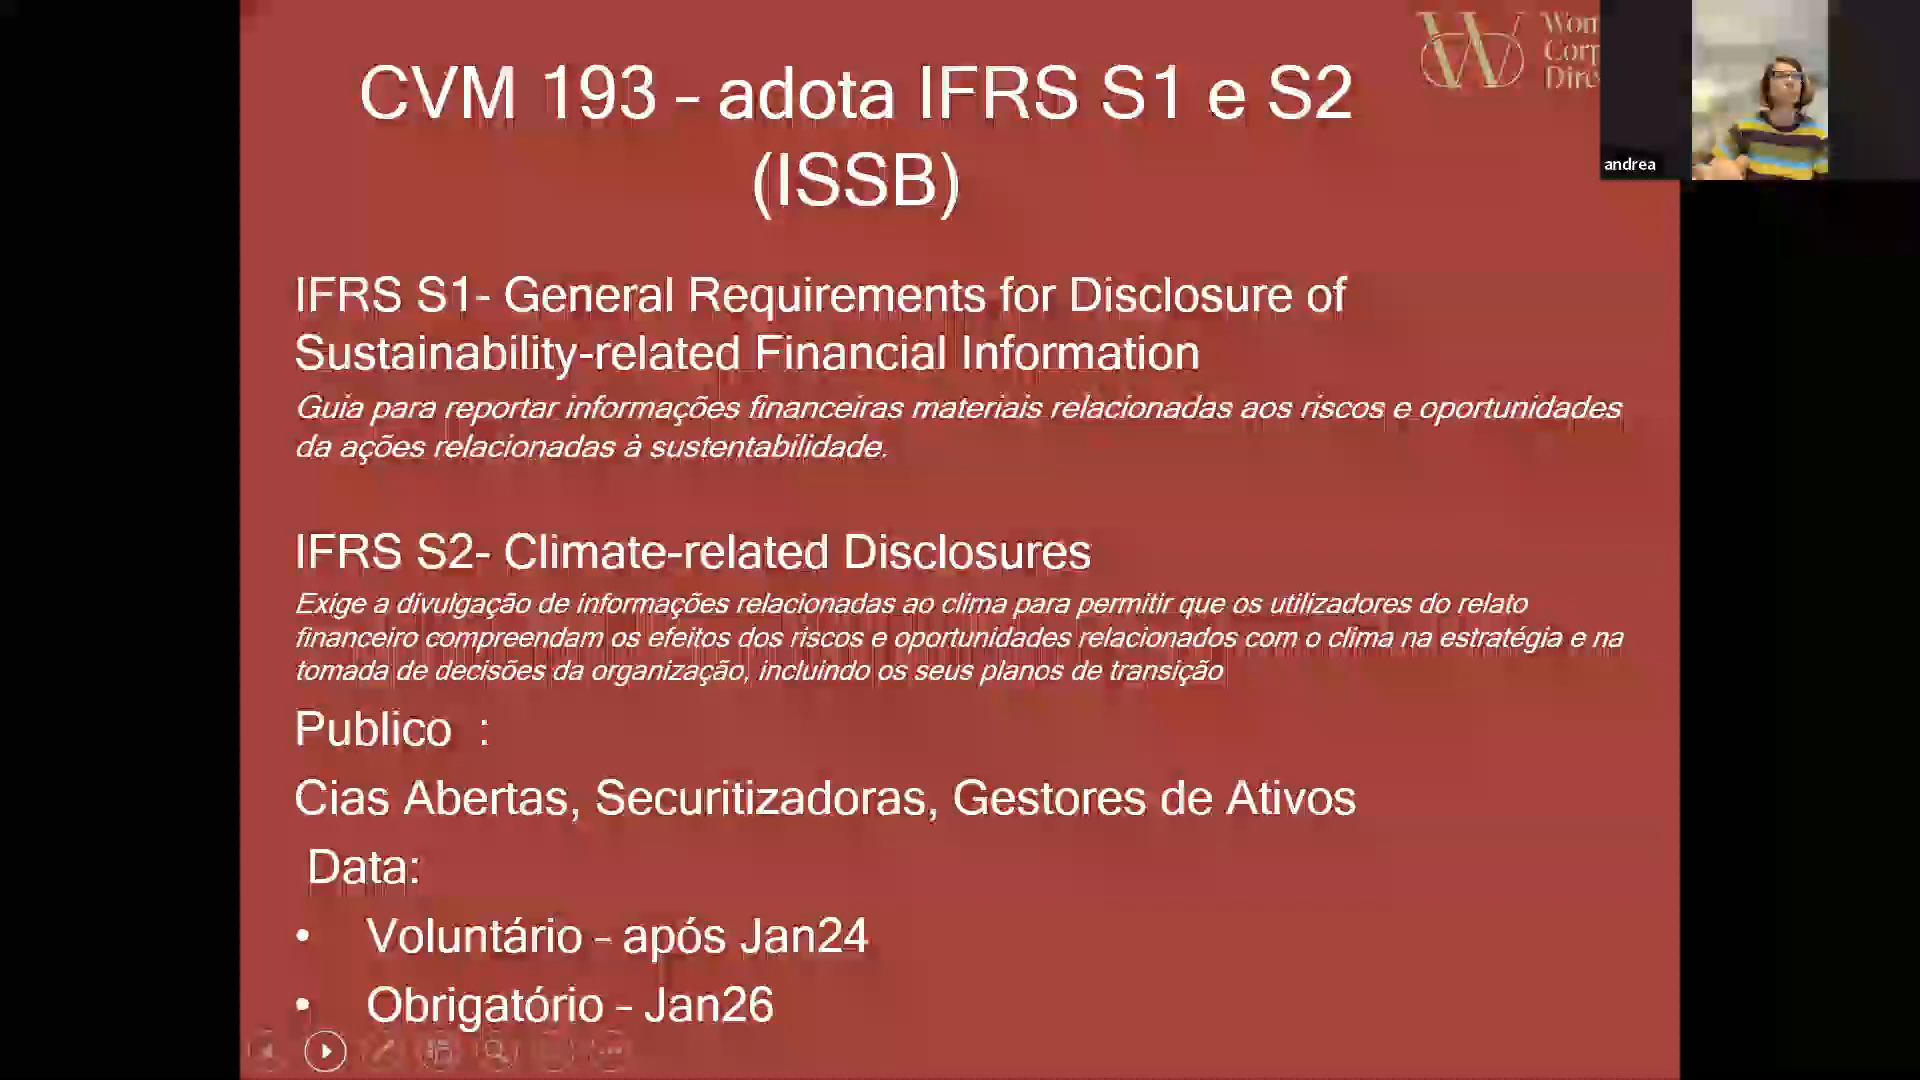 CVM 193 – adota IFRS S1 e S2
(ISSB)
andrea
IFRS S1- General Requirements for Disclosure of
Sustainability-related Financial Information
Guia para reportar informações financeiras materiais relacionadas aos riscos e oportunidades
da ações relacionadas à sustentabilidade.
IFRS S2- Climate-related Disclosures
Exige a divulgação de informações relacionadas ao clima para permitir que os utilizadores do relato
financeiro compreendam os efeitos dos riscos e oportunidades relacionados com o clima na estratégia e na
tomada de decisões da organização, incluindo os seus planos de transição
Publico :
Cias Abertas, Securitizadoras, Gestores de Ativos
Data:
• Voluntário – após Jan24
• Obrigatório – Jan26